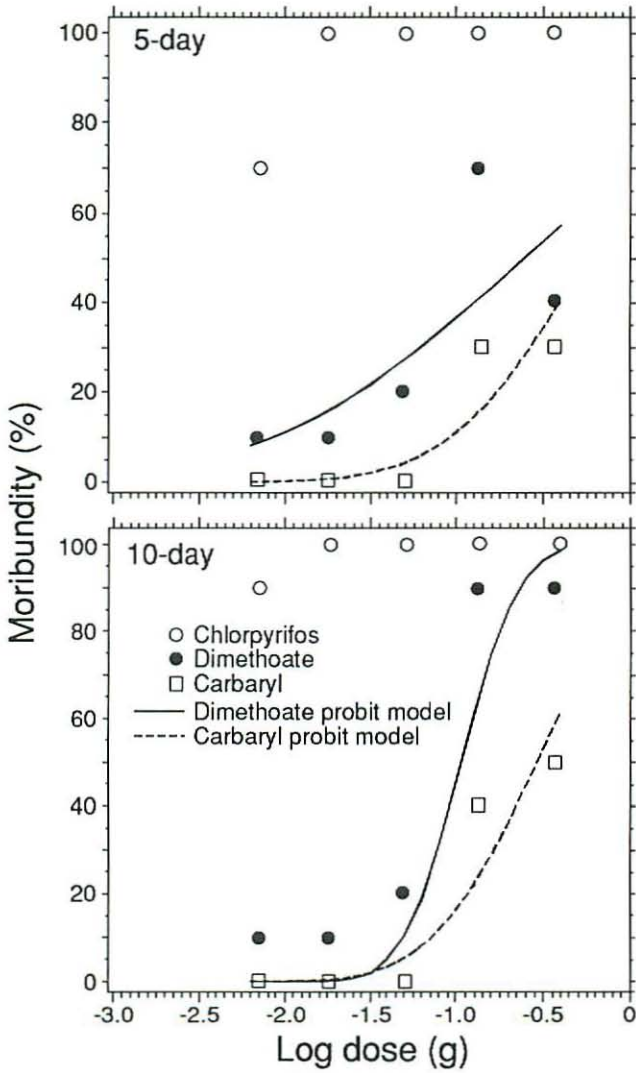 5-day
100
80
60
40
20
0
Moribundity (%)
10-day
100
80
60
40
20
0
Chlorpyrifos
Dimethoate
Carbaryl
Dimethoate probit model
Carbaryl probit model
-3.0 -2.5 -2.0 -1.5 -1.0 -0.5 0
Log dose (g)